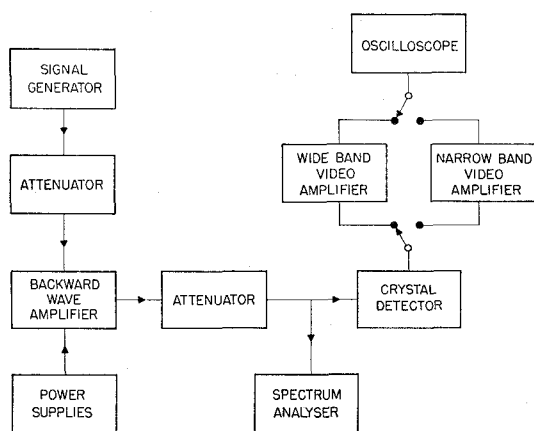 OSCILLOSCOPE
SIGNAL
GENERATOR
WIDE BAND
VIDEO
AMPLIFIER
NARROW BAND
VIDEO
AMPLIFIER
ATTENUATOR
BACKWARD
WAVE
AMPLIFIER
ATTENUATOR
CRYSTAL
DETECTOR
POWER
SUPPLIES
SPECTRUM
ANALYSER